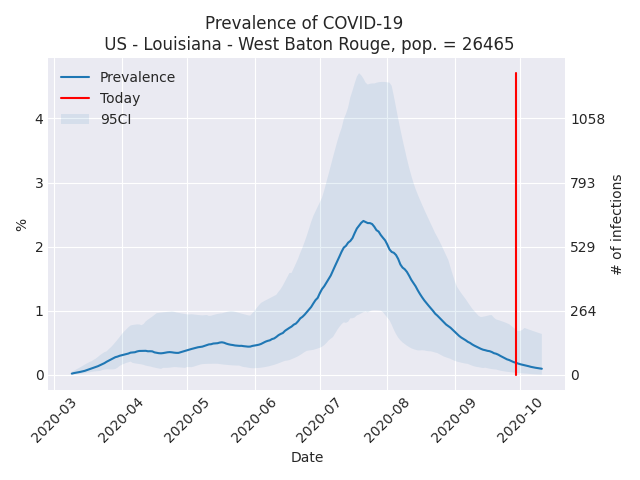 Prevalence of COVID-19
US - Louisiana - West Baton Rouge, pop. = 26465
Prevalence
Today
95CI
4
3
2
1
0
%
1058
793
529
264
0
# of infections
2020-03
2020-04
2020-05
2020-06
2020-07
2020-08
2020-09
2020-10
Date